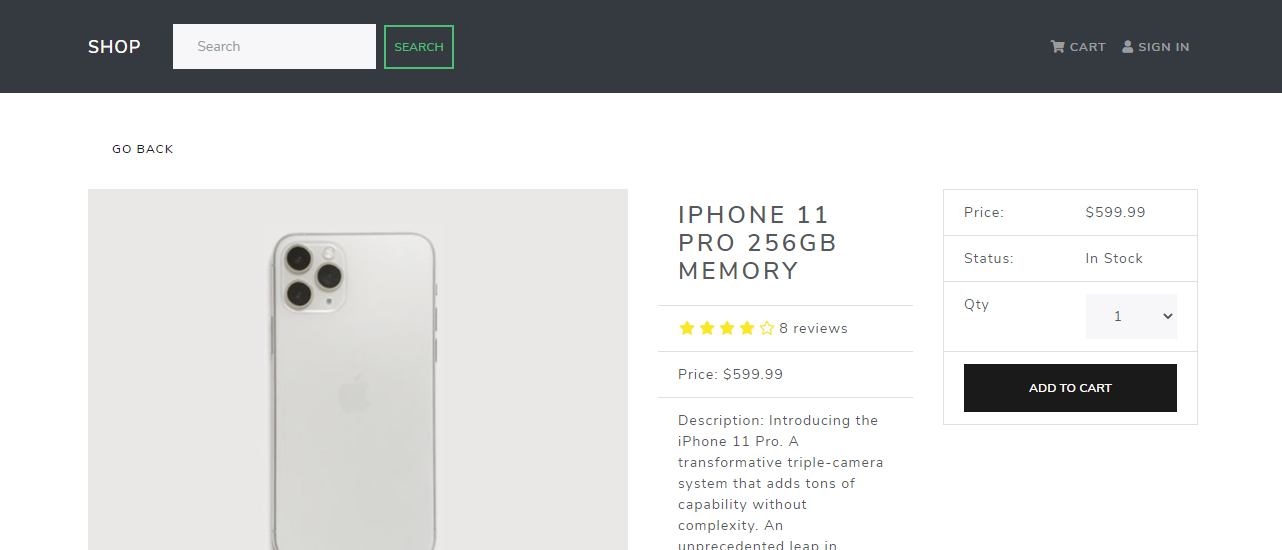 SHOP
Search
SEARCH
CART
SIGN IN
GO BACK
IPHONE 11
PRO 256GB
MEMORY
8 reviews
Price: $599.99
Description: Introducing the
iPhone 11 Pro. A
transformative triple-camera
system that adds tons of
capability without
complexity. An
unprecedented leap in
Price: $599.99
Status: In Stock
Qty 1
ADD TO CART